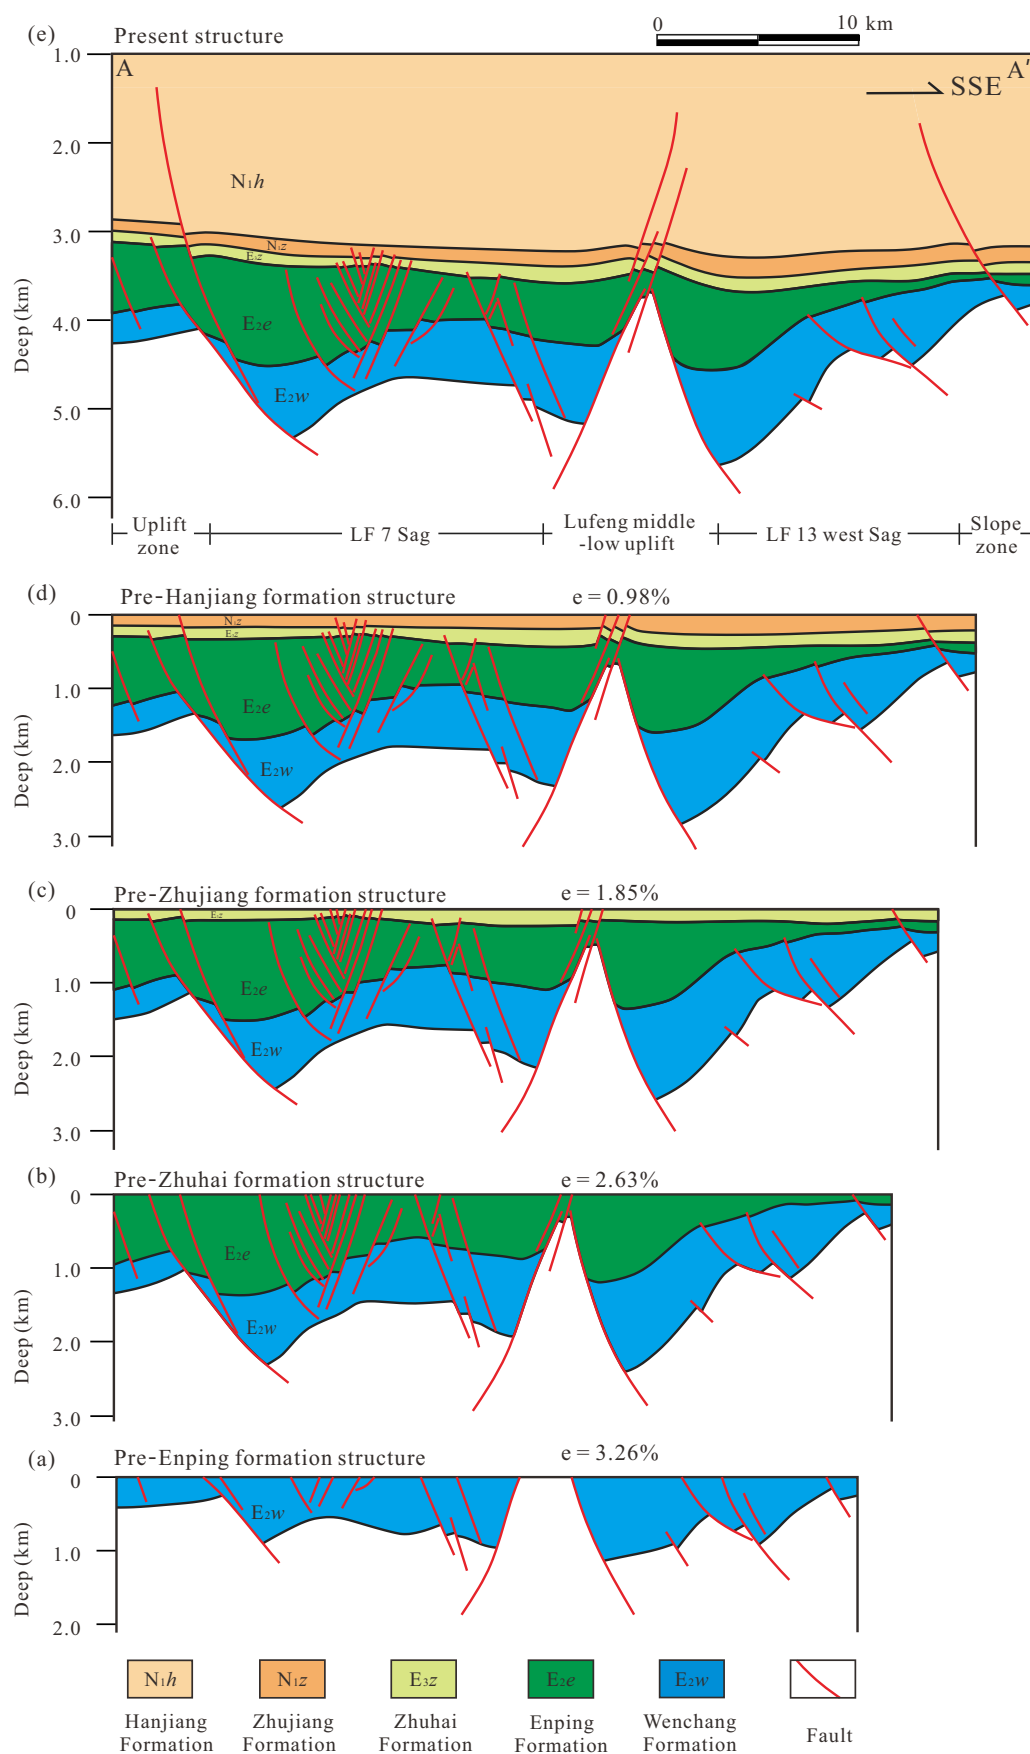 (e) Present structure
0 10 km
A A′
SSE
1.0
2.0
3.0
4.0
5.0
6.0
Deep (km)
N₁h
N₁z
E₃z
E₂e
E₂w
Uplift zone
LF 7 Sag
Lufeng middle -low uplift
LF 13 west Sag
Slope zone
(d) Pre-Hanjiang formation structure e = 0.98%
0
1.0
2.0
3.0
Deep (km)
N₁z
E₃z
E₂e
E₂w
(c) Pre-Zhujiang formation structure e = 1.85%
0
1.0
2.0
3.0
Deep (km)
E₃z
E₂e
E₂w
(b) Pre-Zhuhai formation structure e = 2.63%
0
1.0
2.0
3.0
Deep (km)
E₂e
E₂w
(a) Pre-Enping formation structure e = 3.26%
0
1.0
2.0
Deep (km)
E₂w
N₁h N₁z E₃z E₂e E₂w
Hanjiang Zhujiang Zhuhai Enping Wenchang Fault
Formation Formation Formation Formation Formation